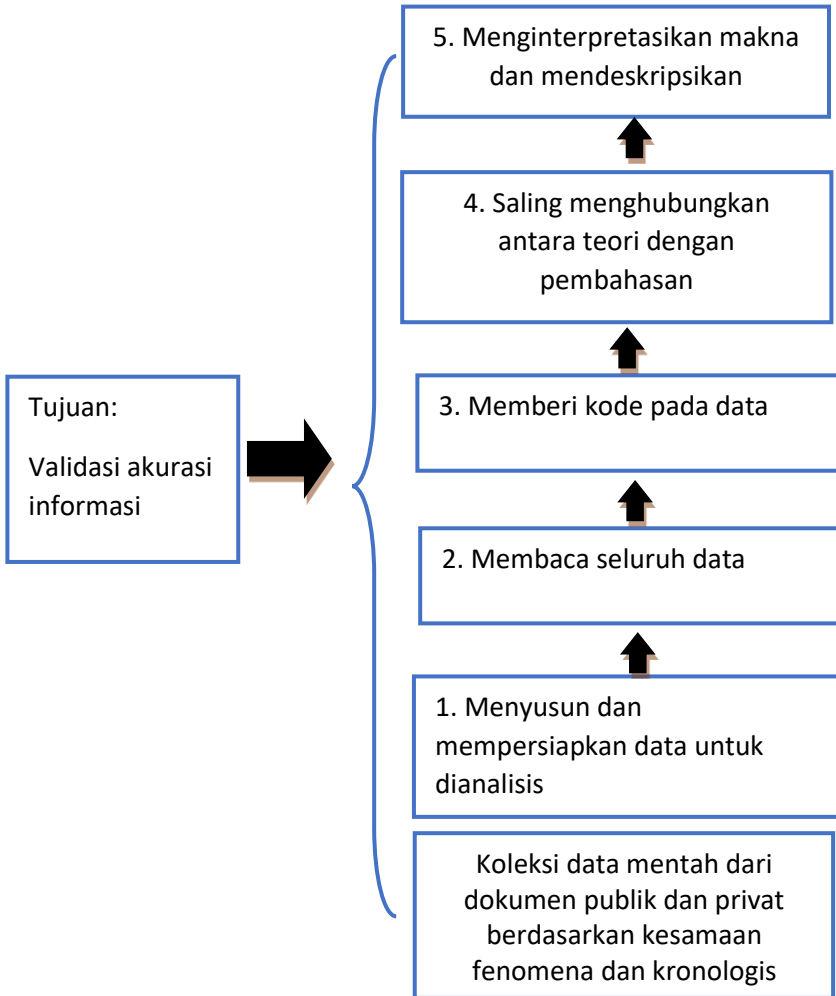 5. Menginterpretasikan makna
dan mendeskripsikan
4. Saling menghubungkan
antara teori dengan
pembahasan
Tujuan:
Validasi akurasi
informasi
3. Memberi kode pada data
2. Membaca seluruh data
1. Menyusun dan
mempersiapkan data untuk
dianalisis
Koleksi data mentah dari
dokumen publik dan privat
berdasarkan kesamaan
fenomena dan kronologis